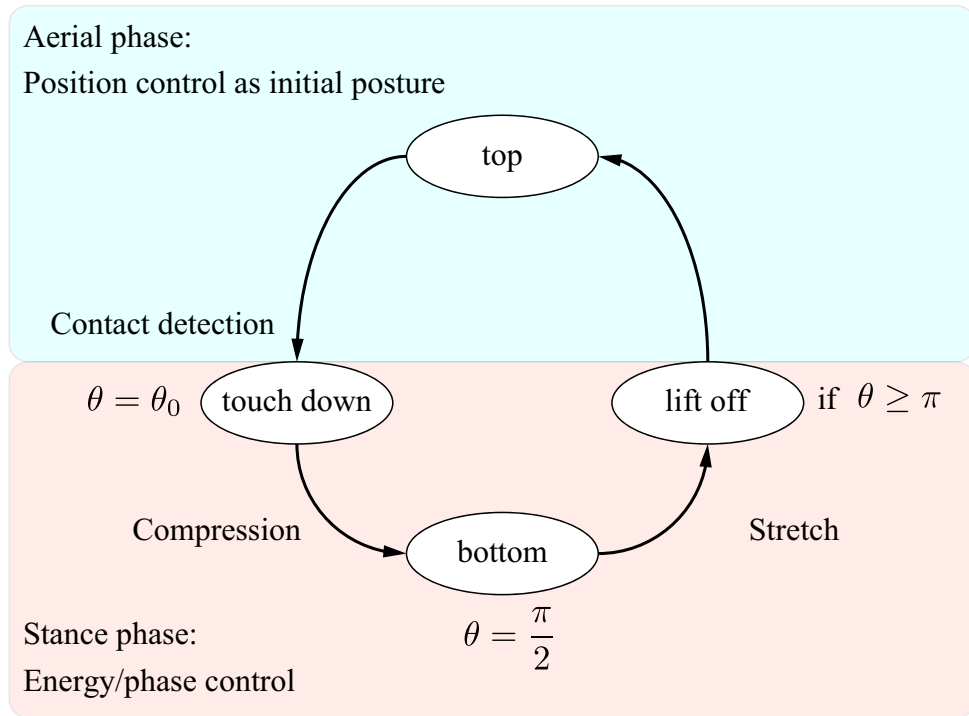 Aerial phase:
Position control as initial posture
top
Contact detection
θ = θ₀
touch down
lift off
if θ ≥ π
Compression
Stretch
bottom
θ = π/2
Stance phase:
Energy/phase control